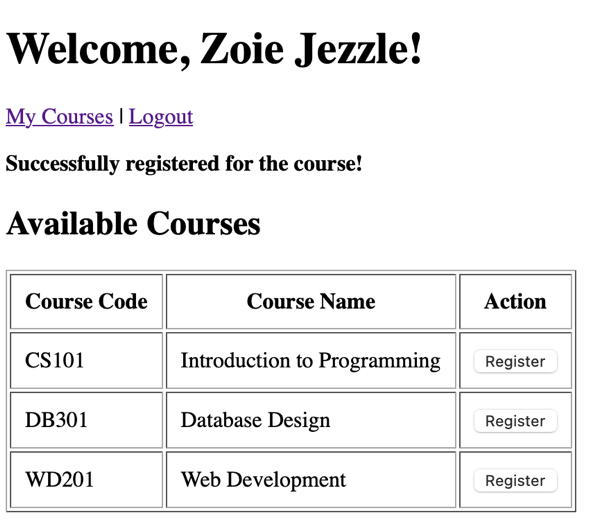 Welcome, Zoie Jezzle!
My Courses | Logout
Successfully registered for the course!
Available Courses
Course Code Course Name Action
CS101 Introduction to Programming Register
DB301 Database Design Register
WD201 Web Development Register